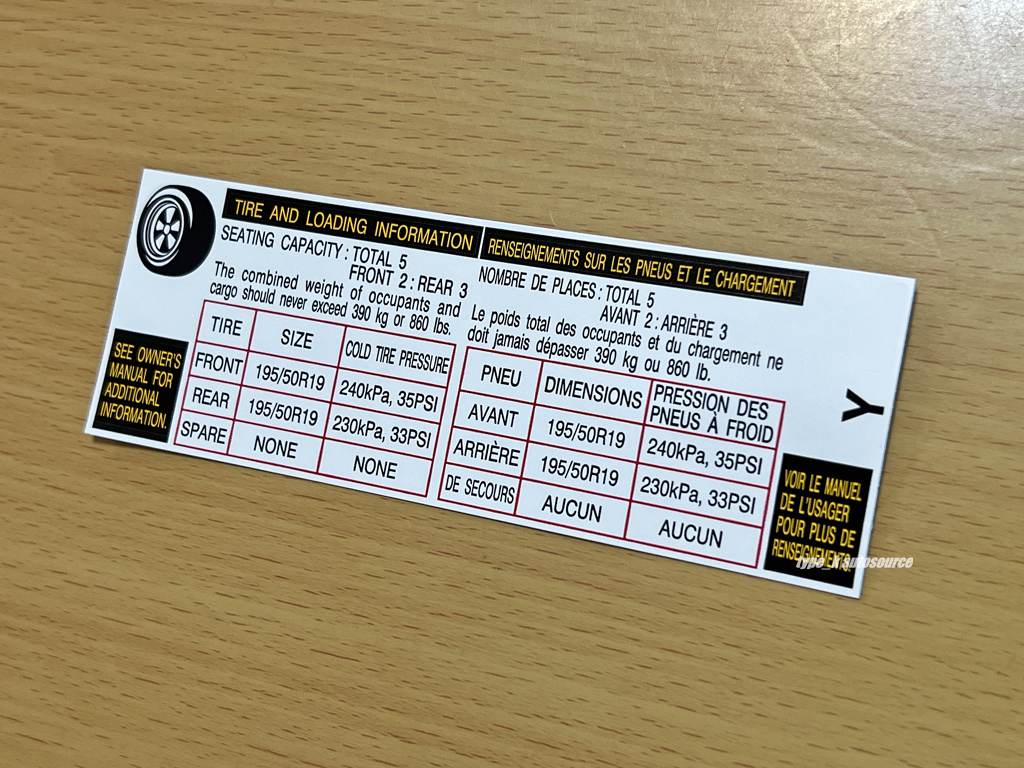 TIRE AND LOADING INFORMATION
SEATING CAPACITY : TOTAL 5
FRONT 2 : REAR 3
The combined weight of occupants and
cargo should never exceed 390 kg or 860 lbs.
TIRE SIZE COLD TIRE PRESSURE
FRONT 195/50R19 240kPa, 35PSI
REAR 195/50R19 230kPa, 33PSI
SPARE NONE NONE
SEE OWNER'S
MANUAL FOR
ADDITIONAL
INFORMATION.
RENSEIGNEMENTS SUR LES PNEUS ET LE CHARGEMENT
NOMBRE DE PLACES : TOTAL 5
AVANT 2 : ARRIÈRE 3
Le poids total des occupants et du chargement ne
doit jamais dépasser 390 kg ou 860 lb.
PNEU DIMENSIONS PRESSION DES
PNEUS À FROID
AVANT 195/50R19 240kPa, 35PSI
ARRIÈRE 195/50R19 230kPa, 33PSI
DE SECOURS AUCUN AUCUN
Y
VOIR LE MANUEL
DE L'USAGER
POUR PLUS DE
RENSEIGNEMENTS.
type_x autosource